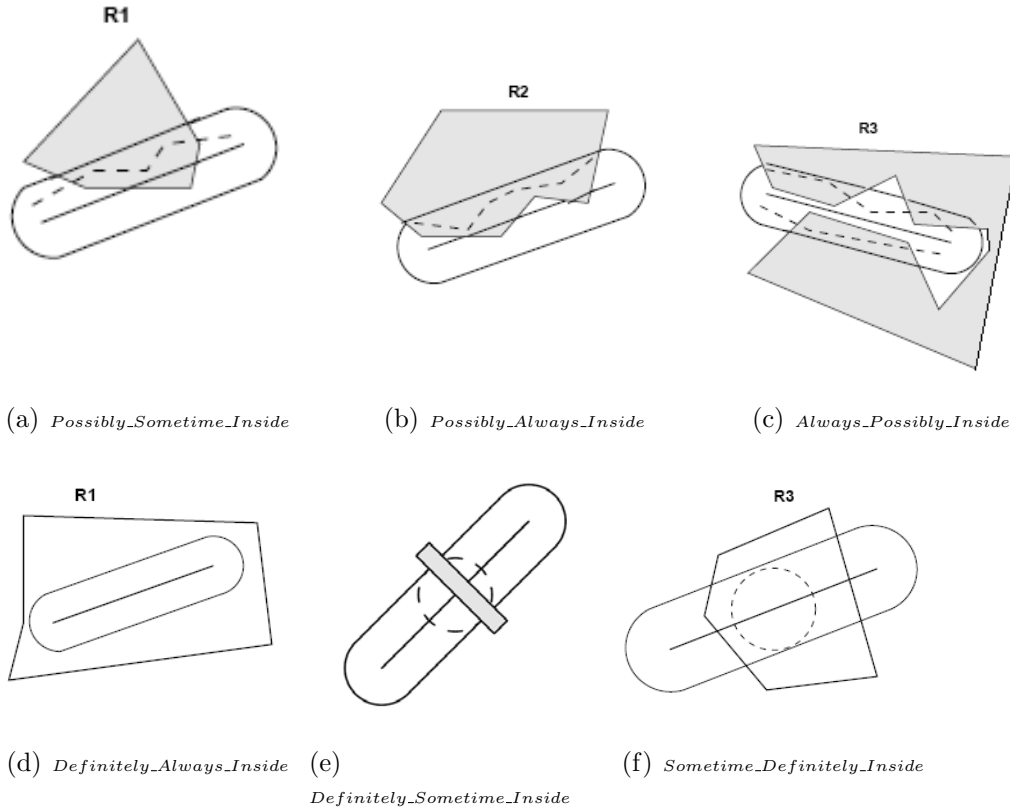 R1
R2
R3
(a) Possibly_Sometime_Inside
(b) Possibly_Always_Inside
(c) Always_Possibly_Inside
R1
R3
(d) Definitely_Always_Inside
(e)
Definitely_Sometime_Inside
(f) Sometime_Definitely_Inside